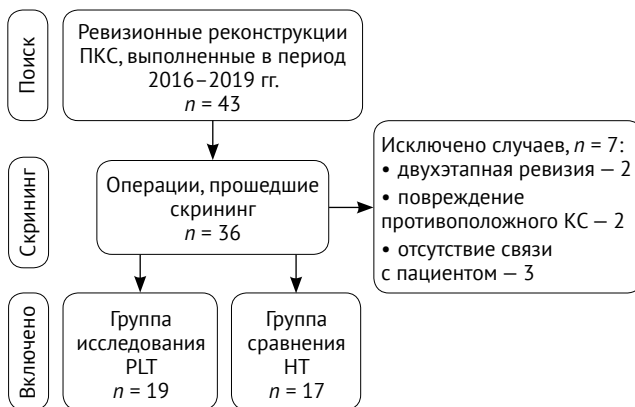 Поиск
Ревизионные реконструкции
ПКС, выполненные в период
2016–2019 гг.
n = 43
Скрининг
Операции, прошедшие
скрининг
n = 36
Исключено случаев, n = 7:
• двухэтапная ревизия — 2
• повреждение
противоположного КС — 2
• отсутствие связи
с пациентом — 3
Включено
Группа
исследования
PLT
n = 19
Группа
сравнения
HT
n = 17